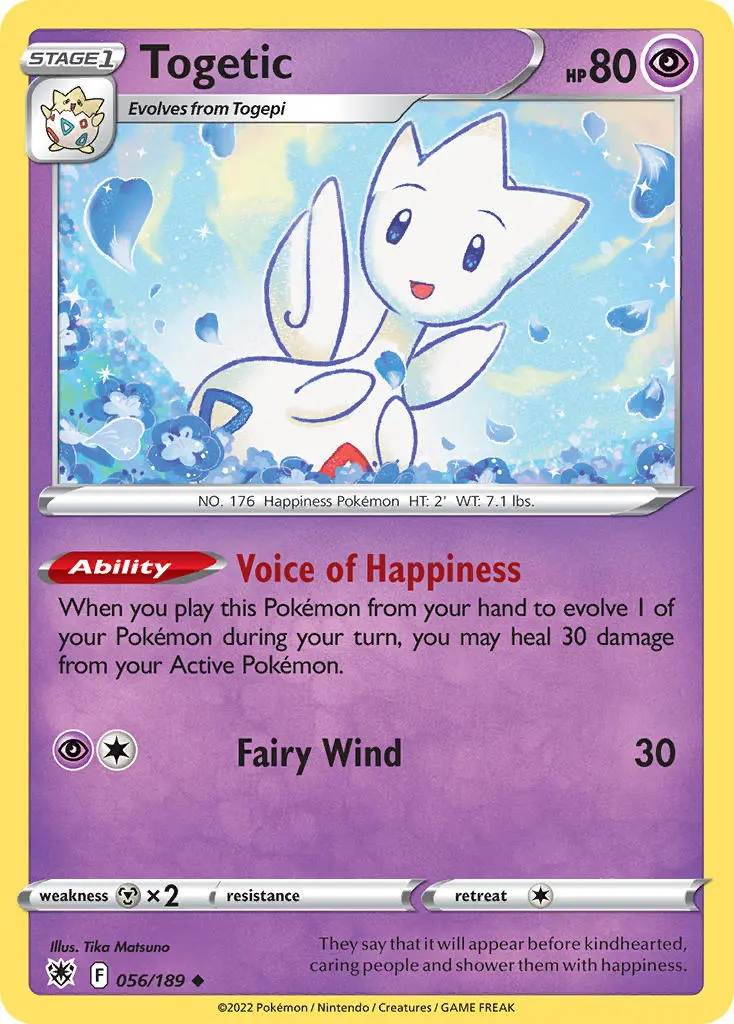 STAGE1
Togetic
HP80
Evolves from Togepi
NO. 176 Happiness Pokémon HT: 2' WT: 7.1 lbs.
Ability
Voice of Happiness
When you play this Pokémon from your hand to evolve 1 of
your Pokémon during your turn, you may heal 30 damage
from your Active Pokémon.
Fairy Wind 30
weakness ×2 resistance retreat
Illus. Tika Matsuno
They say that it will appear before kindhearted,
caring people and shower them with happiness.
F 056/189
©2022 Pokémon / Nintendo / Creatures / GAME FREAK